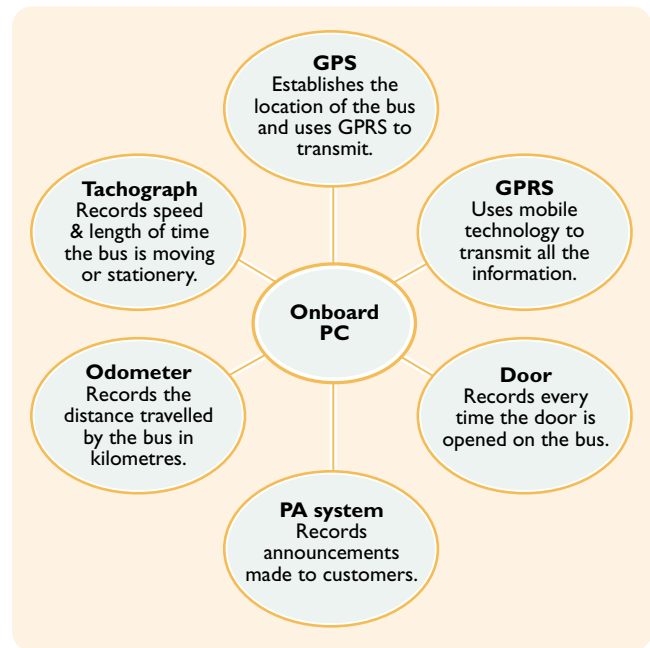 GPS
Establishes the
location of the bus
and uses GPRS to
transmit.
Tachograph
Records speed
& length of time
the bus is moving
or stationery.
GPRS
Uses mobile
technology to
transmit all the
information.
Onboard
PC
Odometer
Records the
distance travelled
by the bus in
kilometres.
Door
Records every
time the door is
opened on the bus.
PA system
Records
announcements
made to customers.